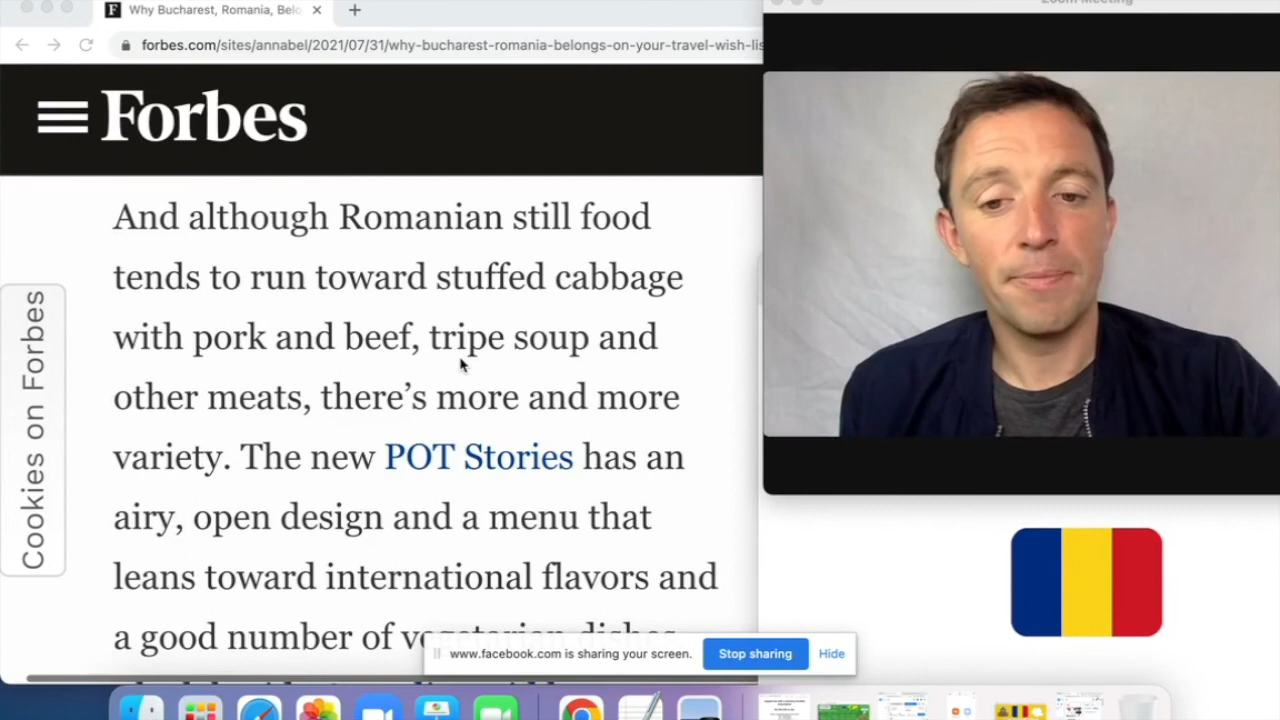 Why Bucharest, Romania, Belo
forbes.com/sites/annabel/2021/07/31/why-bucharest-romania-belongs-on-your-travel-wish-lis
Zoom Meeting
Forbes
Cookies on Forbes
And although Romanian still food
tends to run toward stuffed cabbage
with pork and beef, tripe soup and
other meats, there’s more and more
variety. The new POT Stories has an
airy, open design and a menu that
leans toward international flavors and
a good number of vegetarian dishes
www.facebook.com is sharing your screen.
Stop sharing
Hide